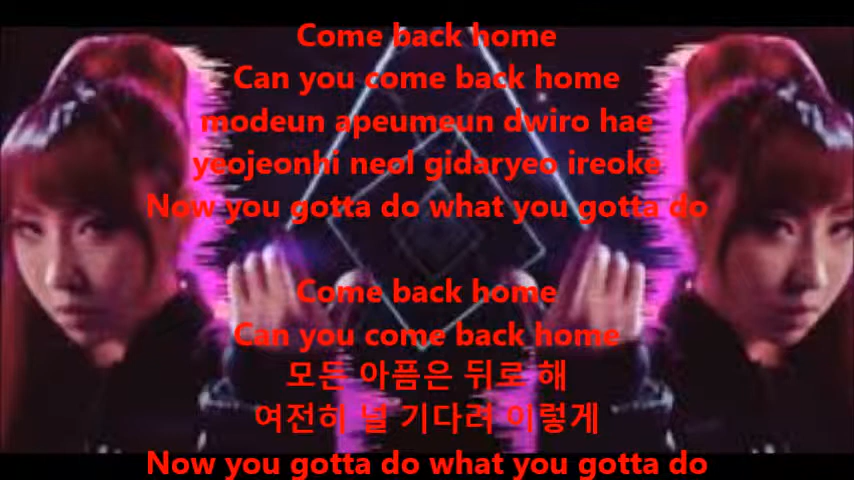 Come back home
Can you come back home
modeun apeumeun dwiro hae
yeojeonhi neol gidaryeo ireoke
Now you gotta do what you gotta do
Come back home
Can you come back home
모든 아픔은 뒤로 해
여전히 널 기다려 이렇게
Now you gotta do what you gotta do